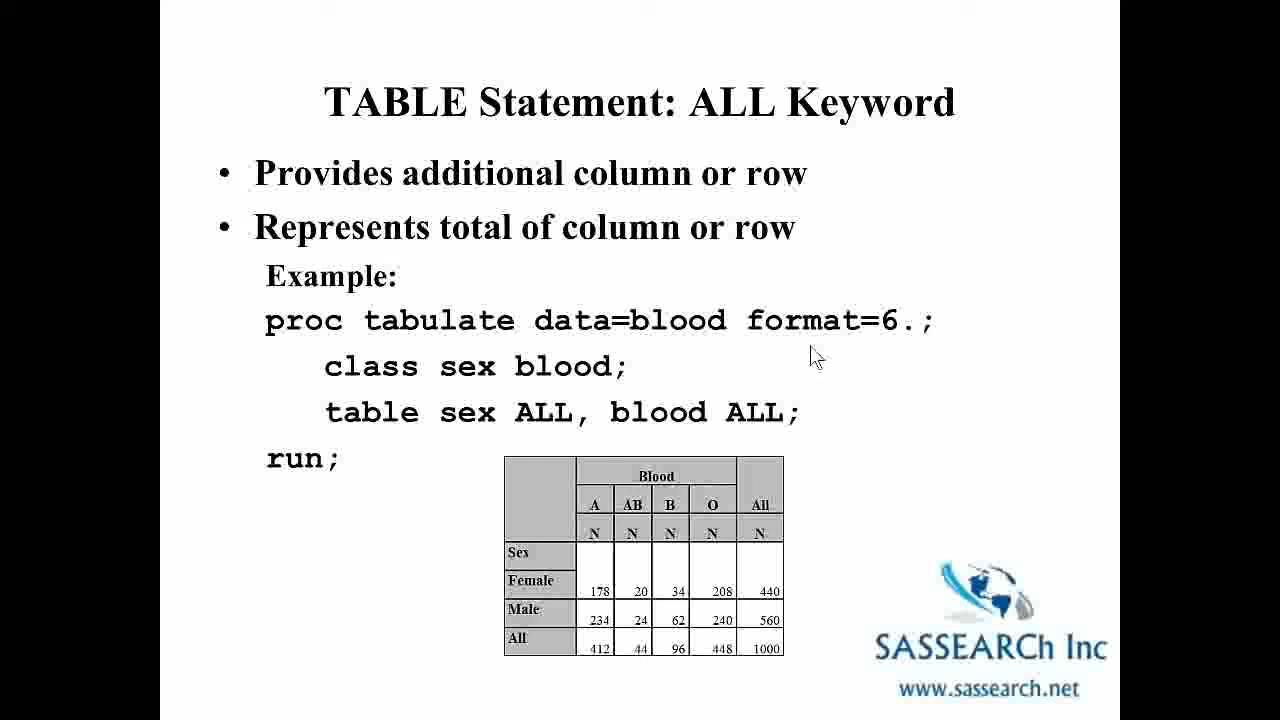 TABLE Statement: ALL Keyword
• Provides additional column or row
• Represents total of column or row
Example:
proc tabulate data=blood format=6.;
class sex blood;
table sex ALL, blood ALL;
run;
Blood
A AB B O All
N N N N N
Sex
Female 178 20 34 208 440
Male 234 24 62 240 560
All 412 44 96 448 1000
SASSEARCh Inc
www.sassearch.net